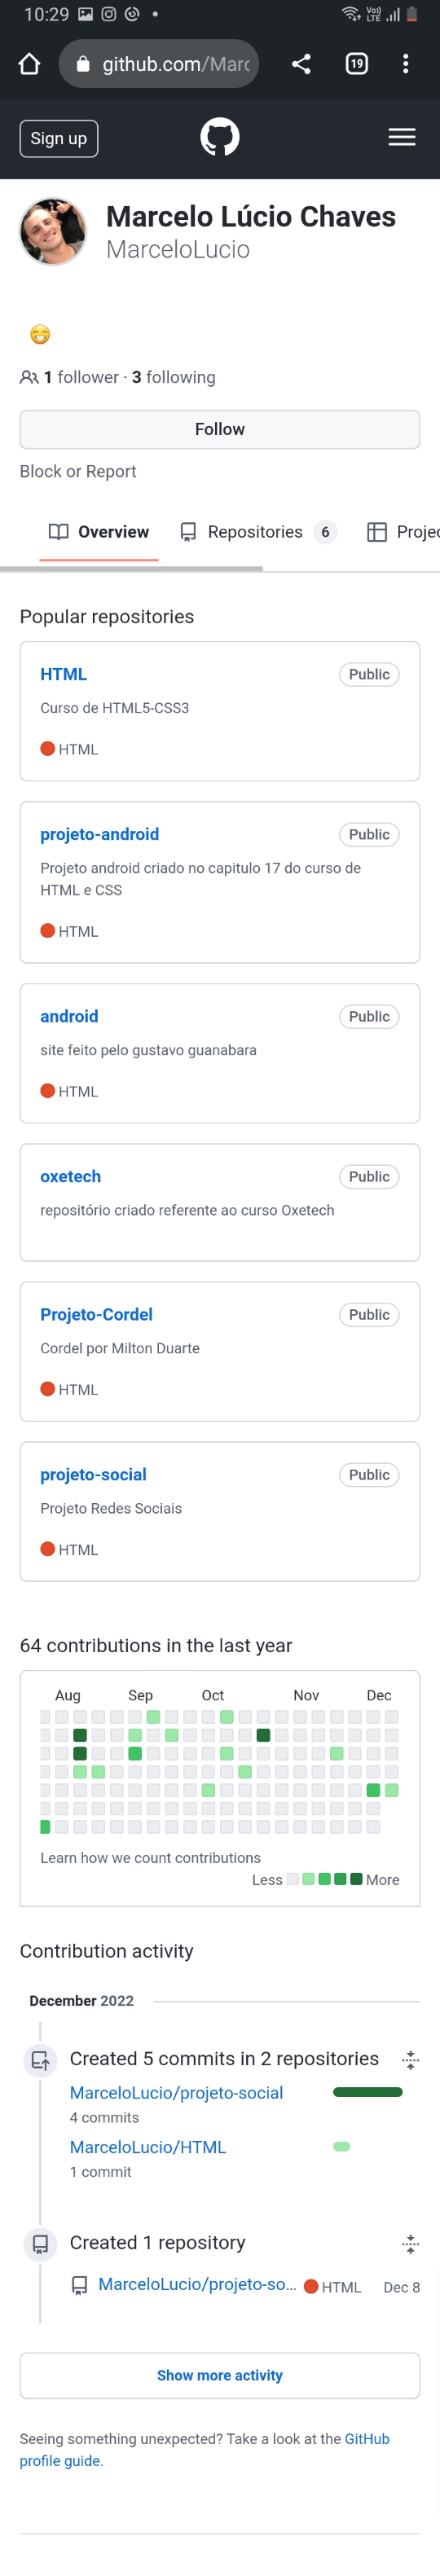 10:29
Vo)) LTE
github.com/Marc
19
Sign up
Marcelo Lúcio Chaves
MarceloLucio
1 follower · 3 following
Follow
Block or Report
Overview
Repositories 6
Projec
Popular repositories
HTML Public
Curso de HTML5-CSS3
HTML
projeto-android Public
Projeto android criado no capitulo 17 do curso de
HTML e CSS
HTML
android Public
site feito pelo gustavo guanabara
HTML
oxetech Public
repositório criado referente ao curso Oxetech
Projeto-Cordel Public
Cordel por Milton Duarte
HTML
projeto-social Public
Projeto Redes Sociais
HTML
64 contributions in the last year
Aug Sep Oct Nov Dec
Learn how we count contributions
Less More
Contribution activity
December 2022
Created 5 commits in 2 repositories
MarceloLucio/projeto-social
4 commits
MarceloLucio/HTML
1 commit
Created 1 repository
MarceloLucio/projeto-so... HTML Dec 8
Show more activity
Seeing something unexpected? Take a look at the GitHub
profile guide.